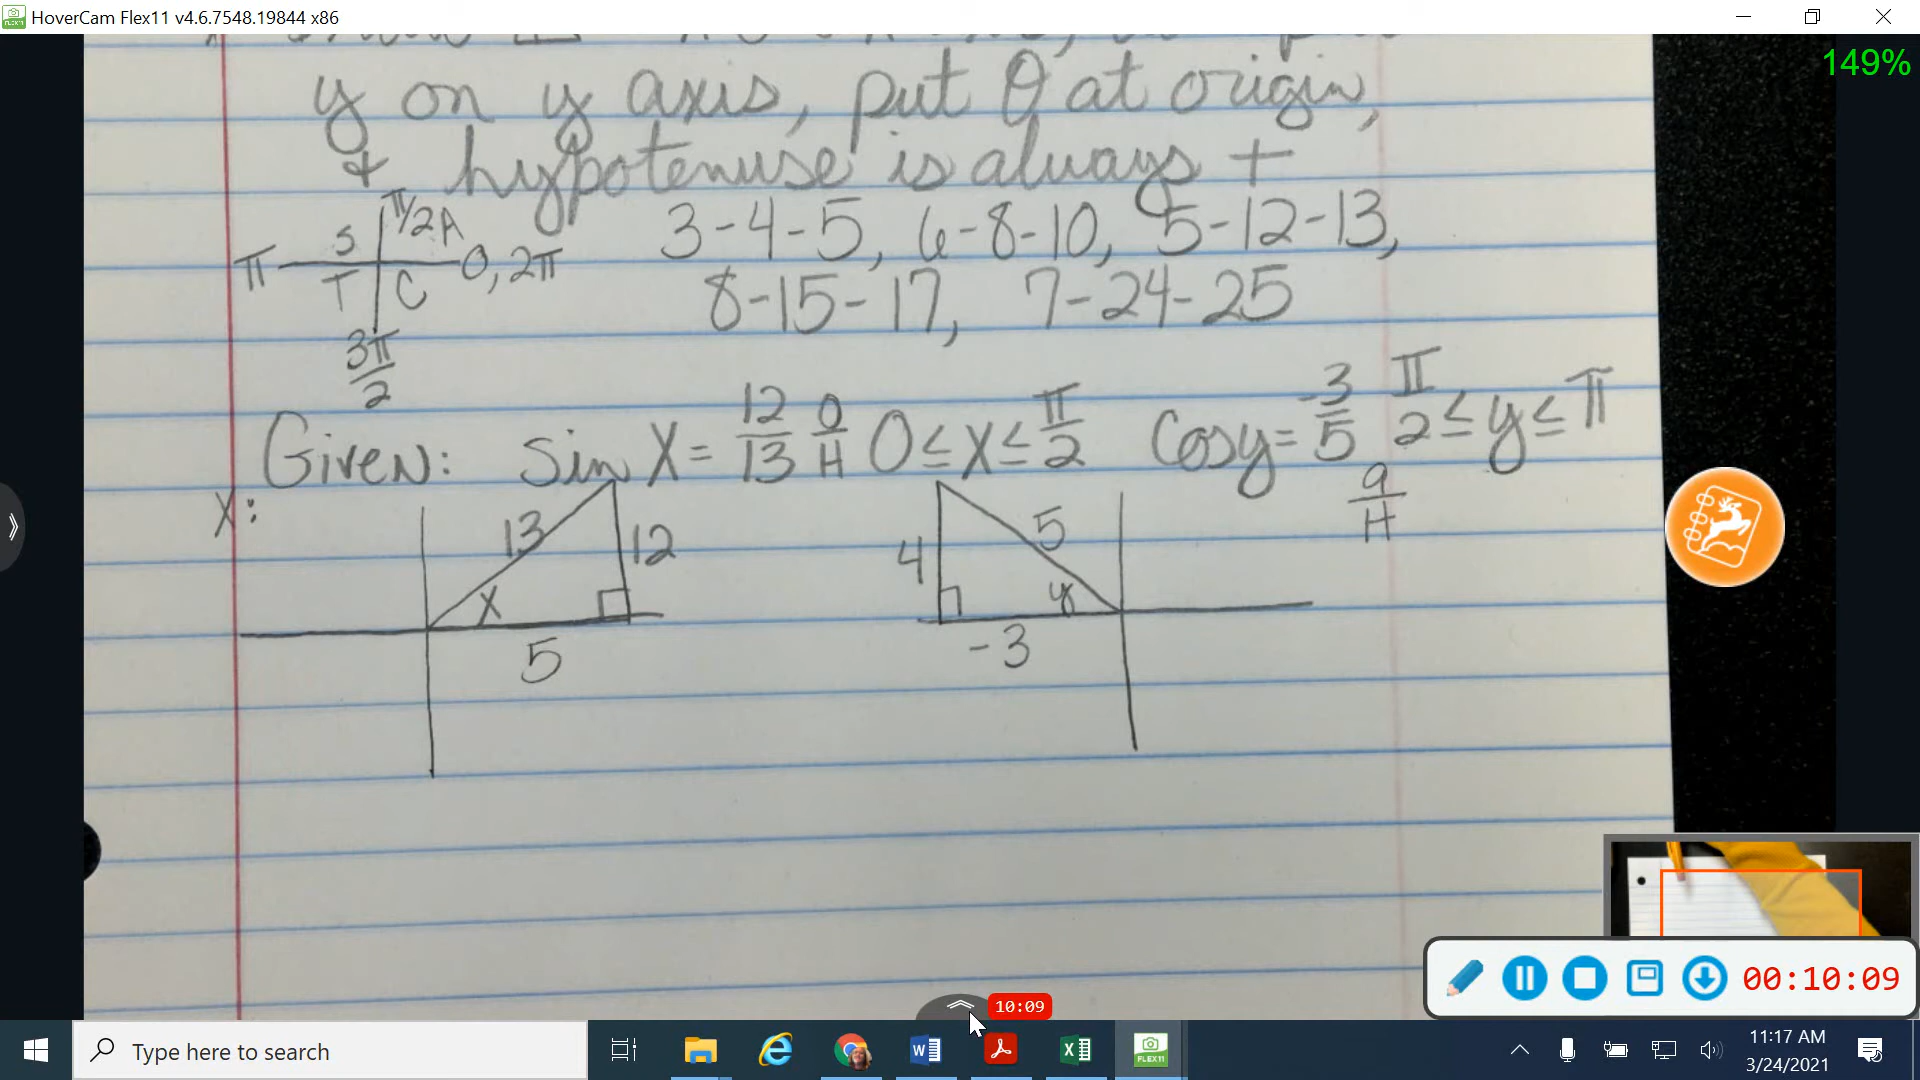 HoverCam Flex11 v4.6.7548.19844 x86
149%
y on y axis, put θ at origin,
+ hypotenuse is always +
S π/2 A
π 0, 2π
T C
3π/2
3-4-5, 6-8-10, 5-12-13,
8-15-17, 7-24-25
Given: Sin X = 12/13 O/H 0 ≤ X ≤ π/2 Cos y = -3/5 π/2 ≤ y ≤ π
a/H
X:
13 12
X
5
4 5
y
-3
00:10:09
10:09
Type here to search
FLEX11
11:17 AM
3/24/2021